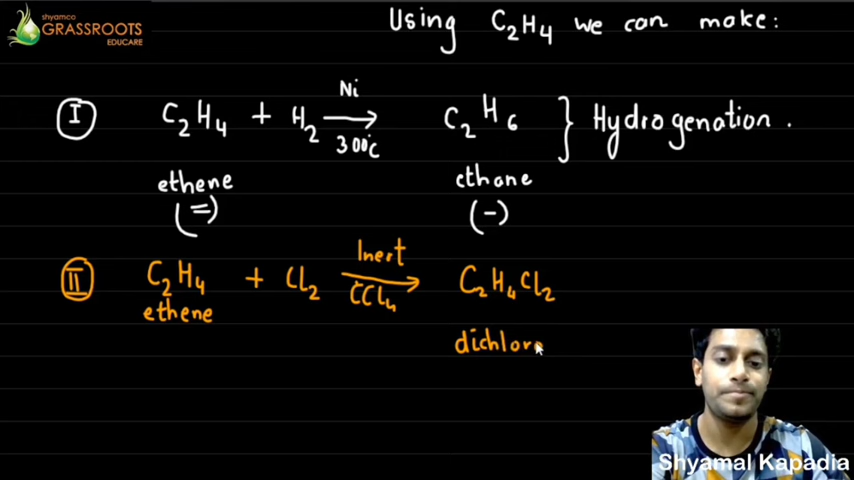 shyamco
GRASSROOTS
EDUCARE
Using C₂H₄ we can make:
I C₂H₄ + H₂ Ni → 300°C C₂H₆ } Hydrogenation.
ethene ethane
(=) (-)
II C₂H₄ + Cl₂ Inert → CCl₄ C₂H₄Cl₂
ethene
dichloro
Shyamal Kapadia